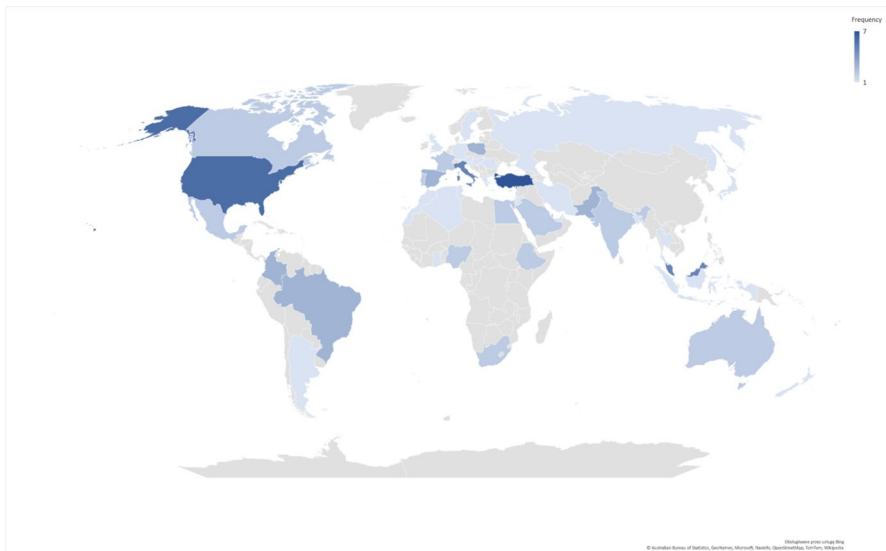 Frequency
7
1
Obsługiwane przez usługę Bing
© Australian Bureau of Statistics, GeoNames, Microsoft, Navinfo, OpenStreetMap, TomTom, Wikipedia